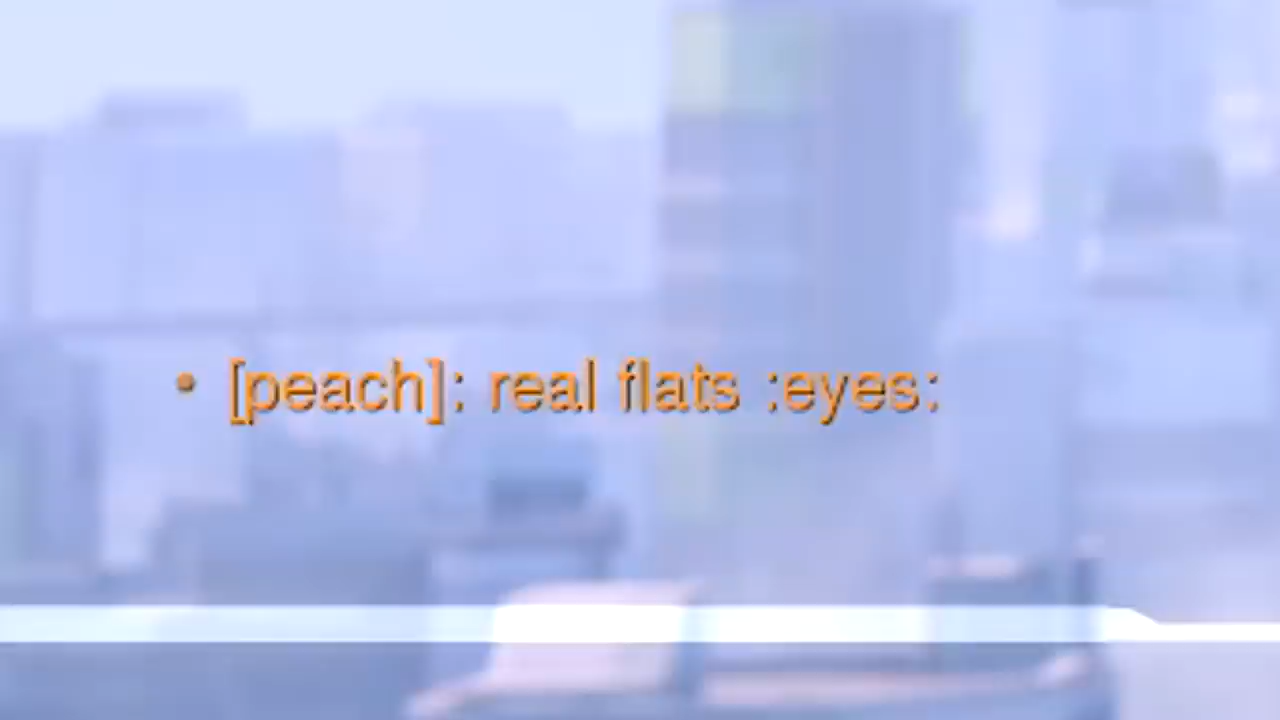 • [peach]: real flats :eyes: